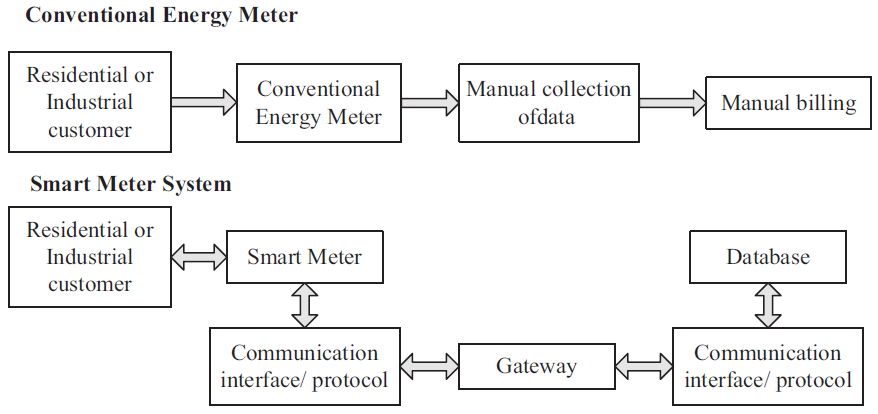 Conventional Energy Meter
Residential or
Industrial
customer
Conventional
Energy Meter
Manual collection
ofdata
Manual billing
Smart Meter System
Residential or
Industrial
customer
Smart Meter
Database
Communication
interface/ protocol
Gateway
Communication
interface/ protocol